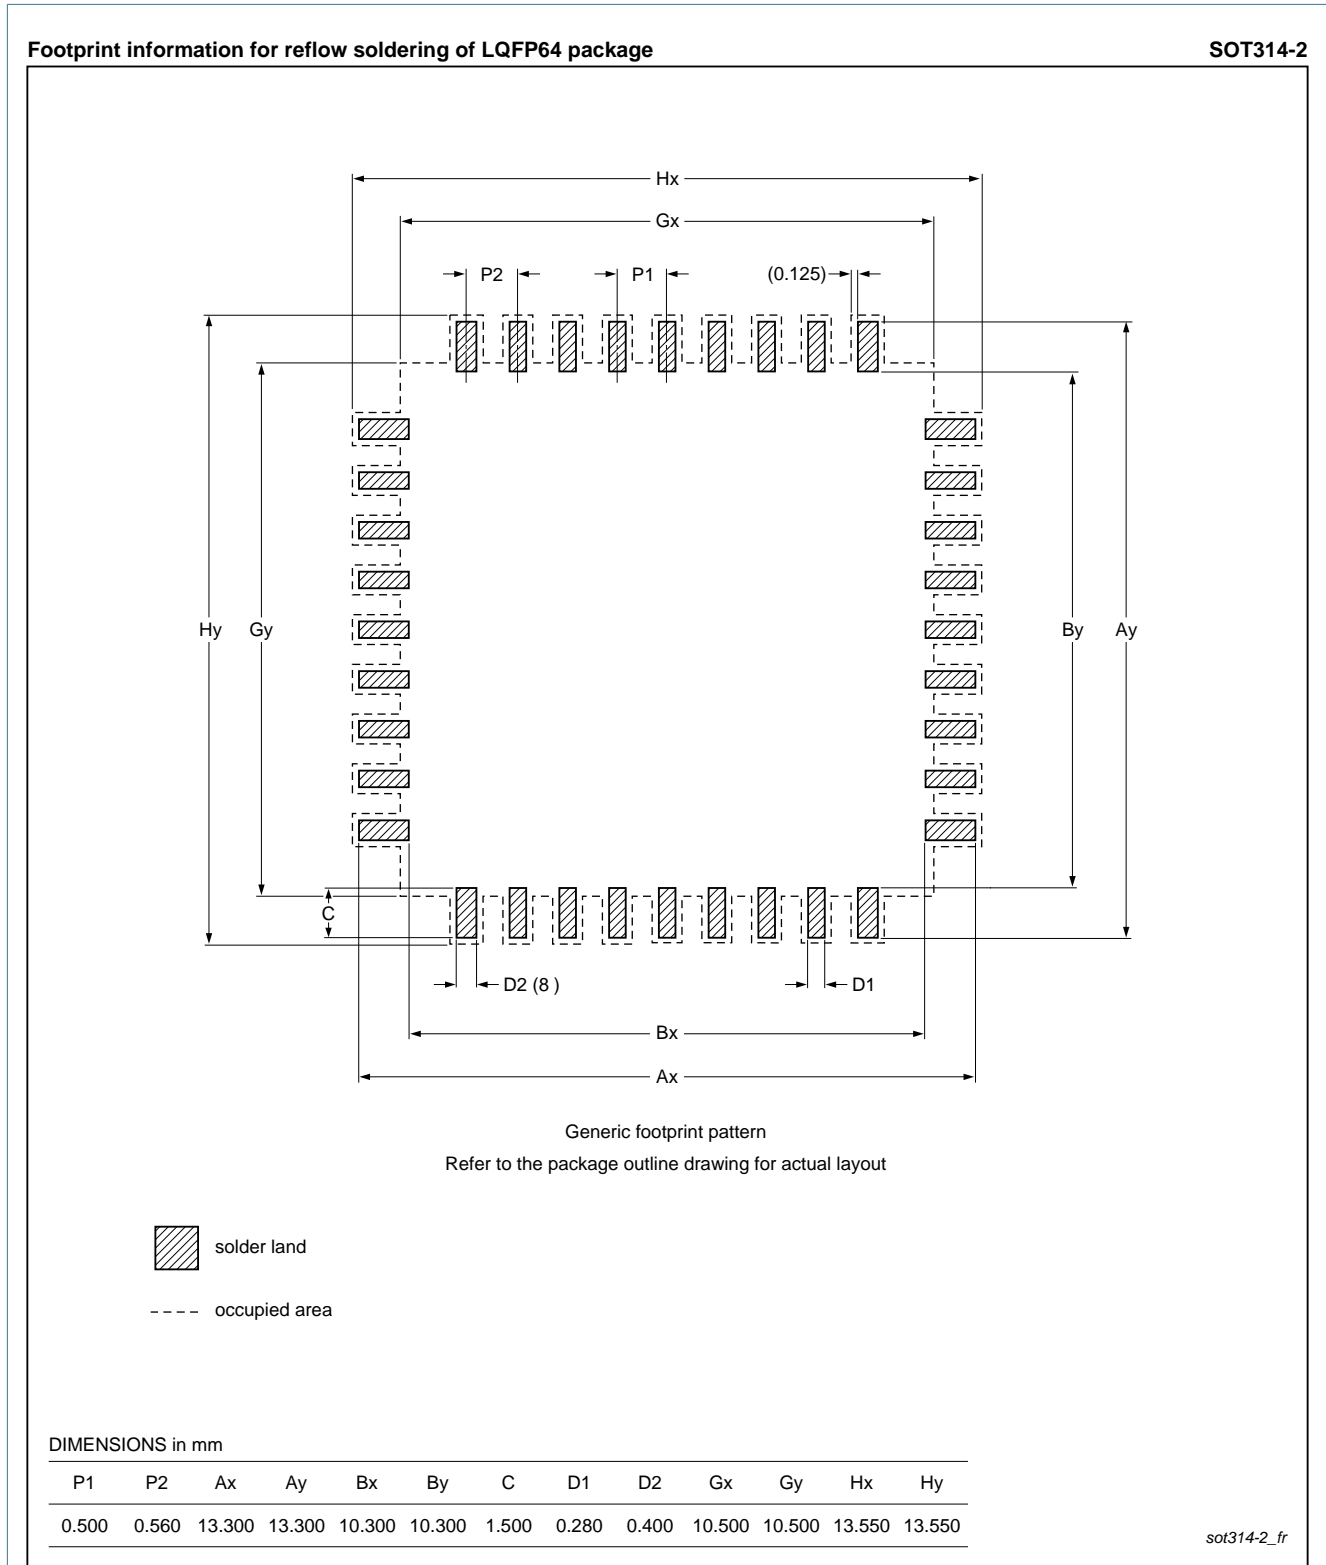 Footprint information for reflow soldering of LQFP64 package SOT314-2
Hx
Gx
P2 P1 (0.125)
Hy Gy By Ay
C
D2 (8 ) D1
Bx
Ax
Generic footprint pattern
Refer to the package outline drawing for actual layout
solder land
occupied area
DIMENSIONS in mm
P1 P2 Ax Ay Bx By C D1 D2 Gx Gy Hx Hy
0.500 0.560 13.300 13.300 10.300 10.300 1.500 0.280 0.400 10.500 10.500 13.550 13.550
sot314-2_fr